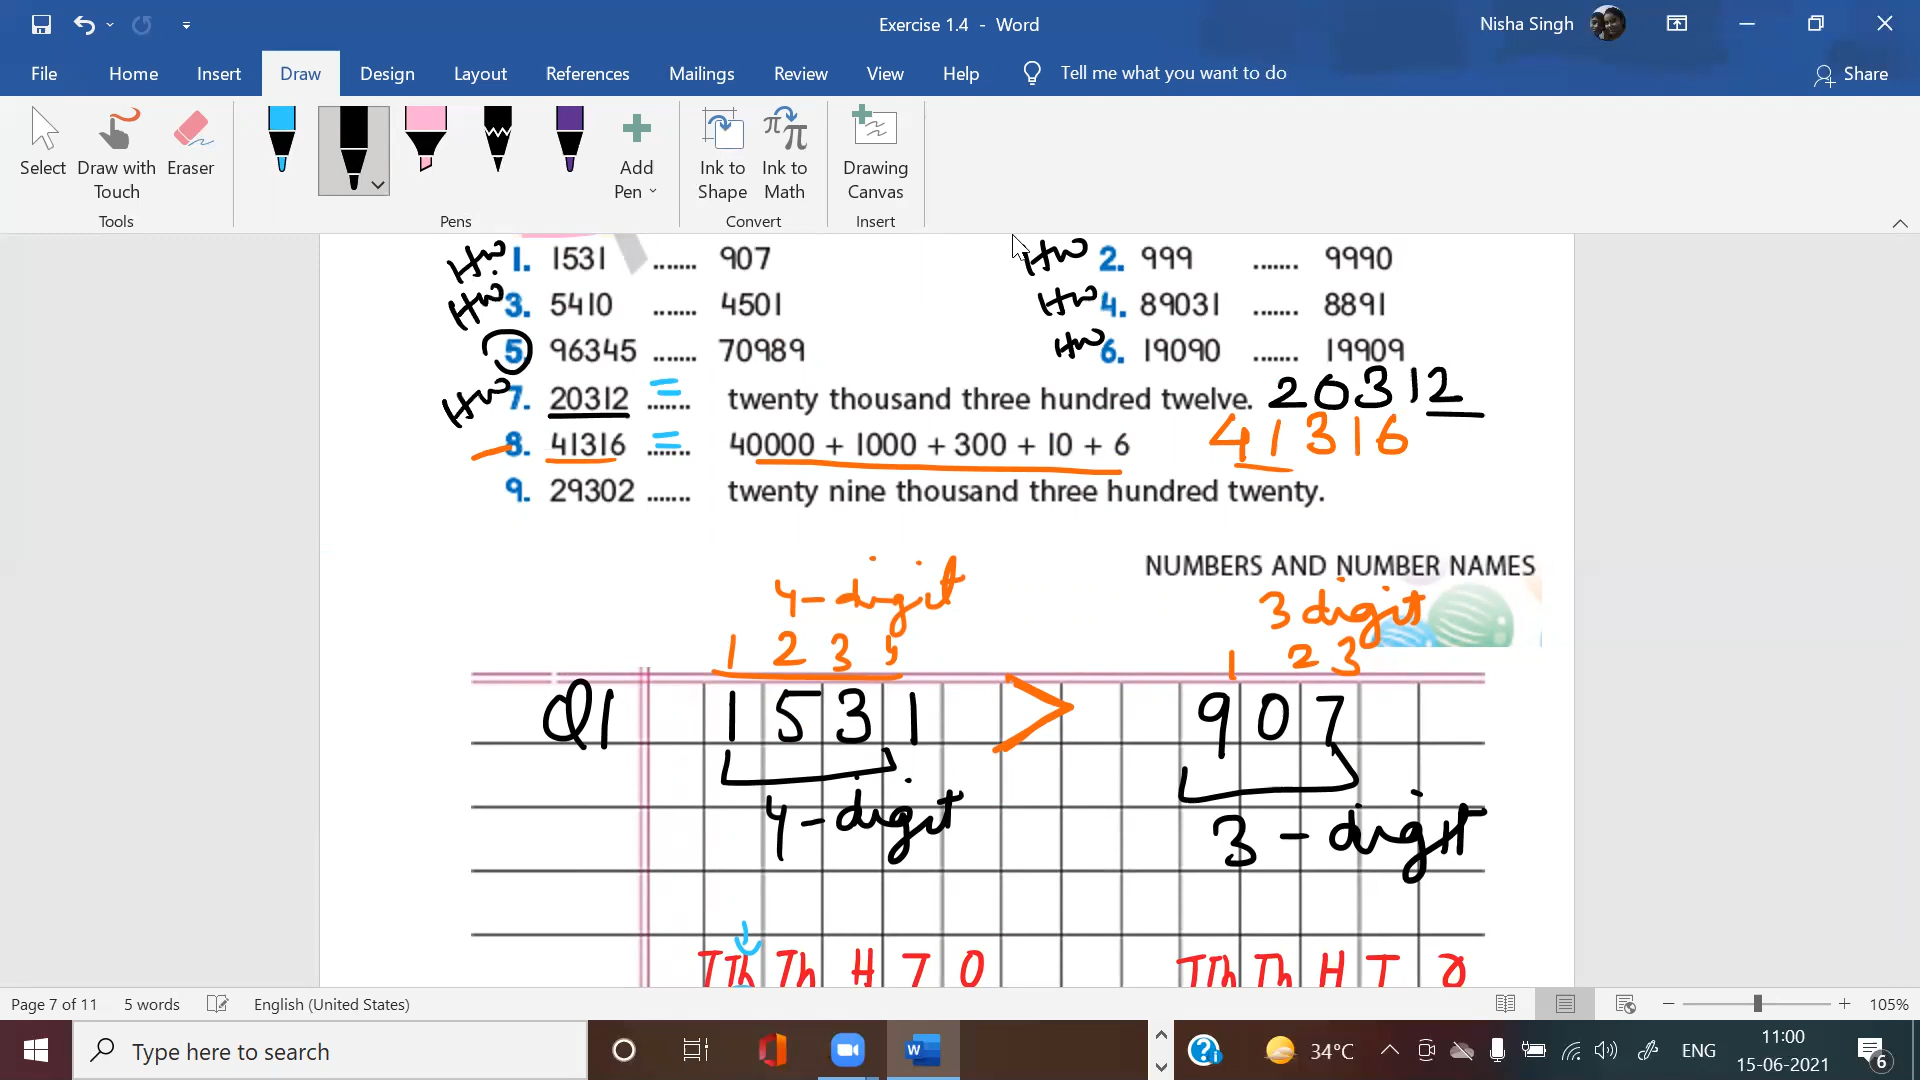 Exercise 1.4 - Word
Nisha Singh
File Home Insert Draw Design Layout References Mailings Review View Help Tell me what you want to do Share
Select Draw with Touch Eraser Add Pen Ink to Shape Ink to Math Drawing Canvas
Tools Pens Convert Insert
Hw 1. 1531 ....... 907 Hw 2. 999 ....... 9990
Hw 3. 5410 ....... 4501 Hw 4. 89031 ....... 8891
5. 96345 ....... 70989 Hw 6. 19090 ....... 19909
Hw 7. 20312 ....... = twenty thousand three hundred twelve. 20312
8. 41316 ....... = 40000 + 1000 + 300 + 10 + 6 41316
9. 29302 ....... twenty nine thousand three hundred twenty.
NUMBERS AND NUMBER NAMES
4-digit 3 digit
1 2 3 1 2 3
Q1 1531 > 907
4-digit 3-digit
TTh Th H T O TTh Th H T O
Page 7 of 11 5 words English (United States) 105%
Type here to search 34°C ENG 11:00
15-06-2021 6